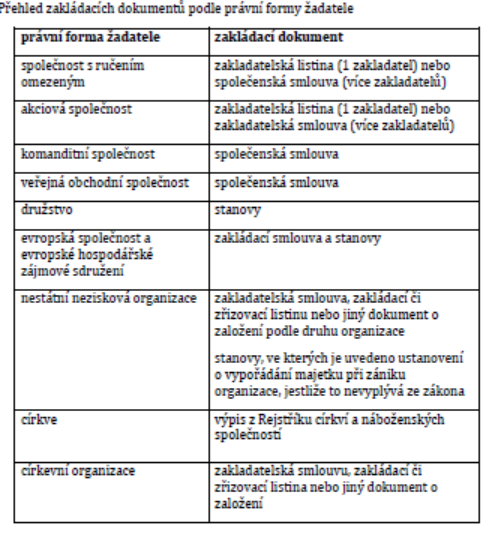 Přehled zakládacích dokumentů podle právní formy žadatele
právní forma žadatele
zakládací dokument
společnost s ručením
omezeným
zakladatelská listina (1 zakladatel) nebo
společenská smlouva (více zakladatelů)
akciová společnost
zakladatelská listina (1 zakladatel) nebo
zakladatelská smlouva (více zakladatelů)
komanditní společnost
společenská smlouva
veřejná obchodní společnost
společenská smlouva
družstvo
stanovy
evropská společnost a
evropské hospodářské
zájmové sdružení
zakládací smlouva a stanovy
nestátní nezisková organizace
zakladatelská smlouva, zakládací či
zřizovací listinu nebo jiný dokument o
založení podle druhu organizace
stanovy, ve kterých je uvedeno ustanovení
o vypořádání majetku při zániku
organizace, jestliže to nevyplývá ze zákona
církve
výpis z Rejstříku církví a náboženských
společností
církevní organizace
zakladatelská smlouvu, zakládací či
zřizovací listina nebo jiný dokument o
založení